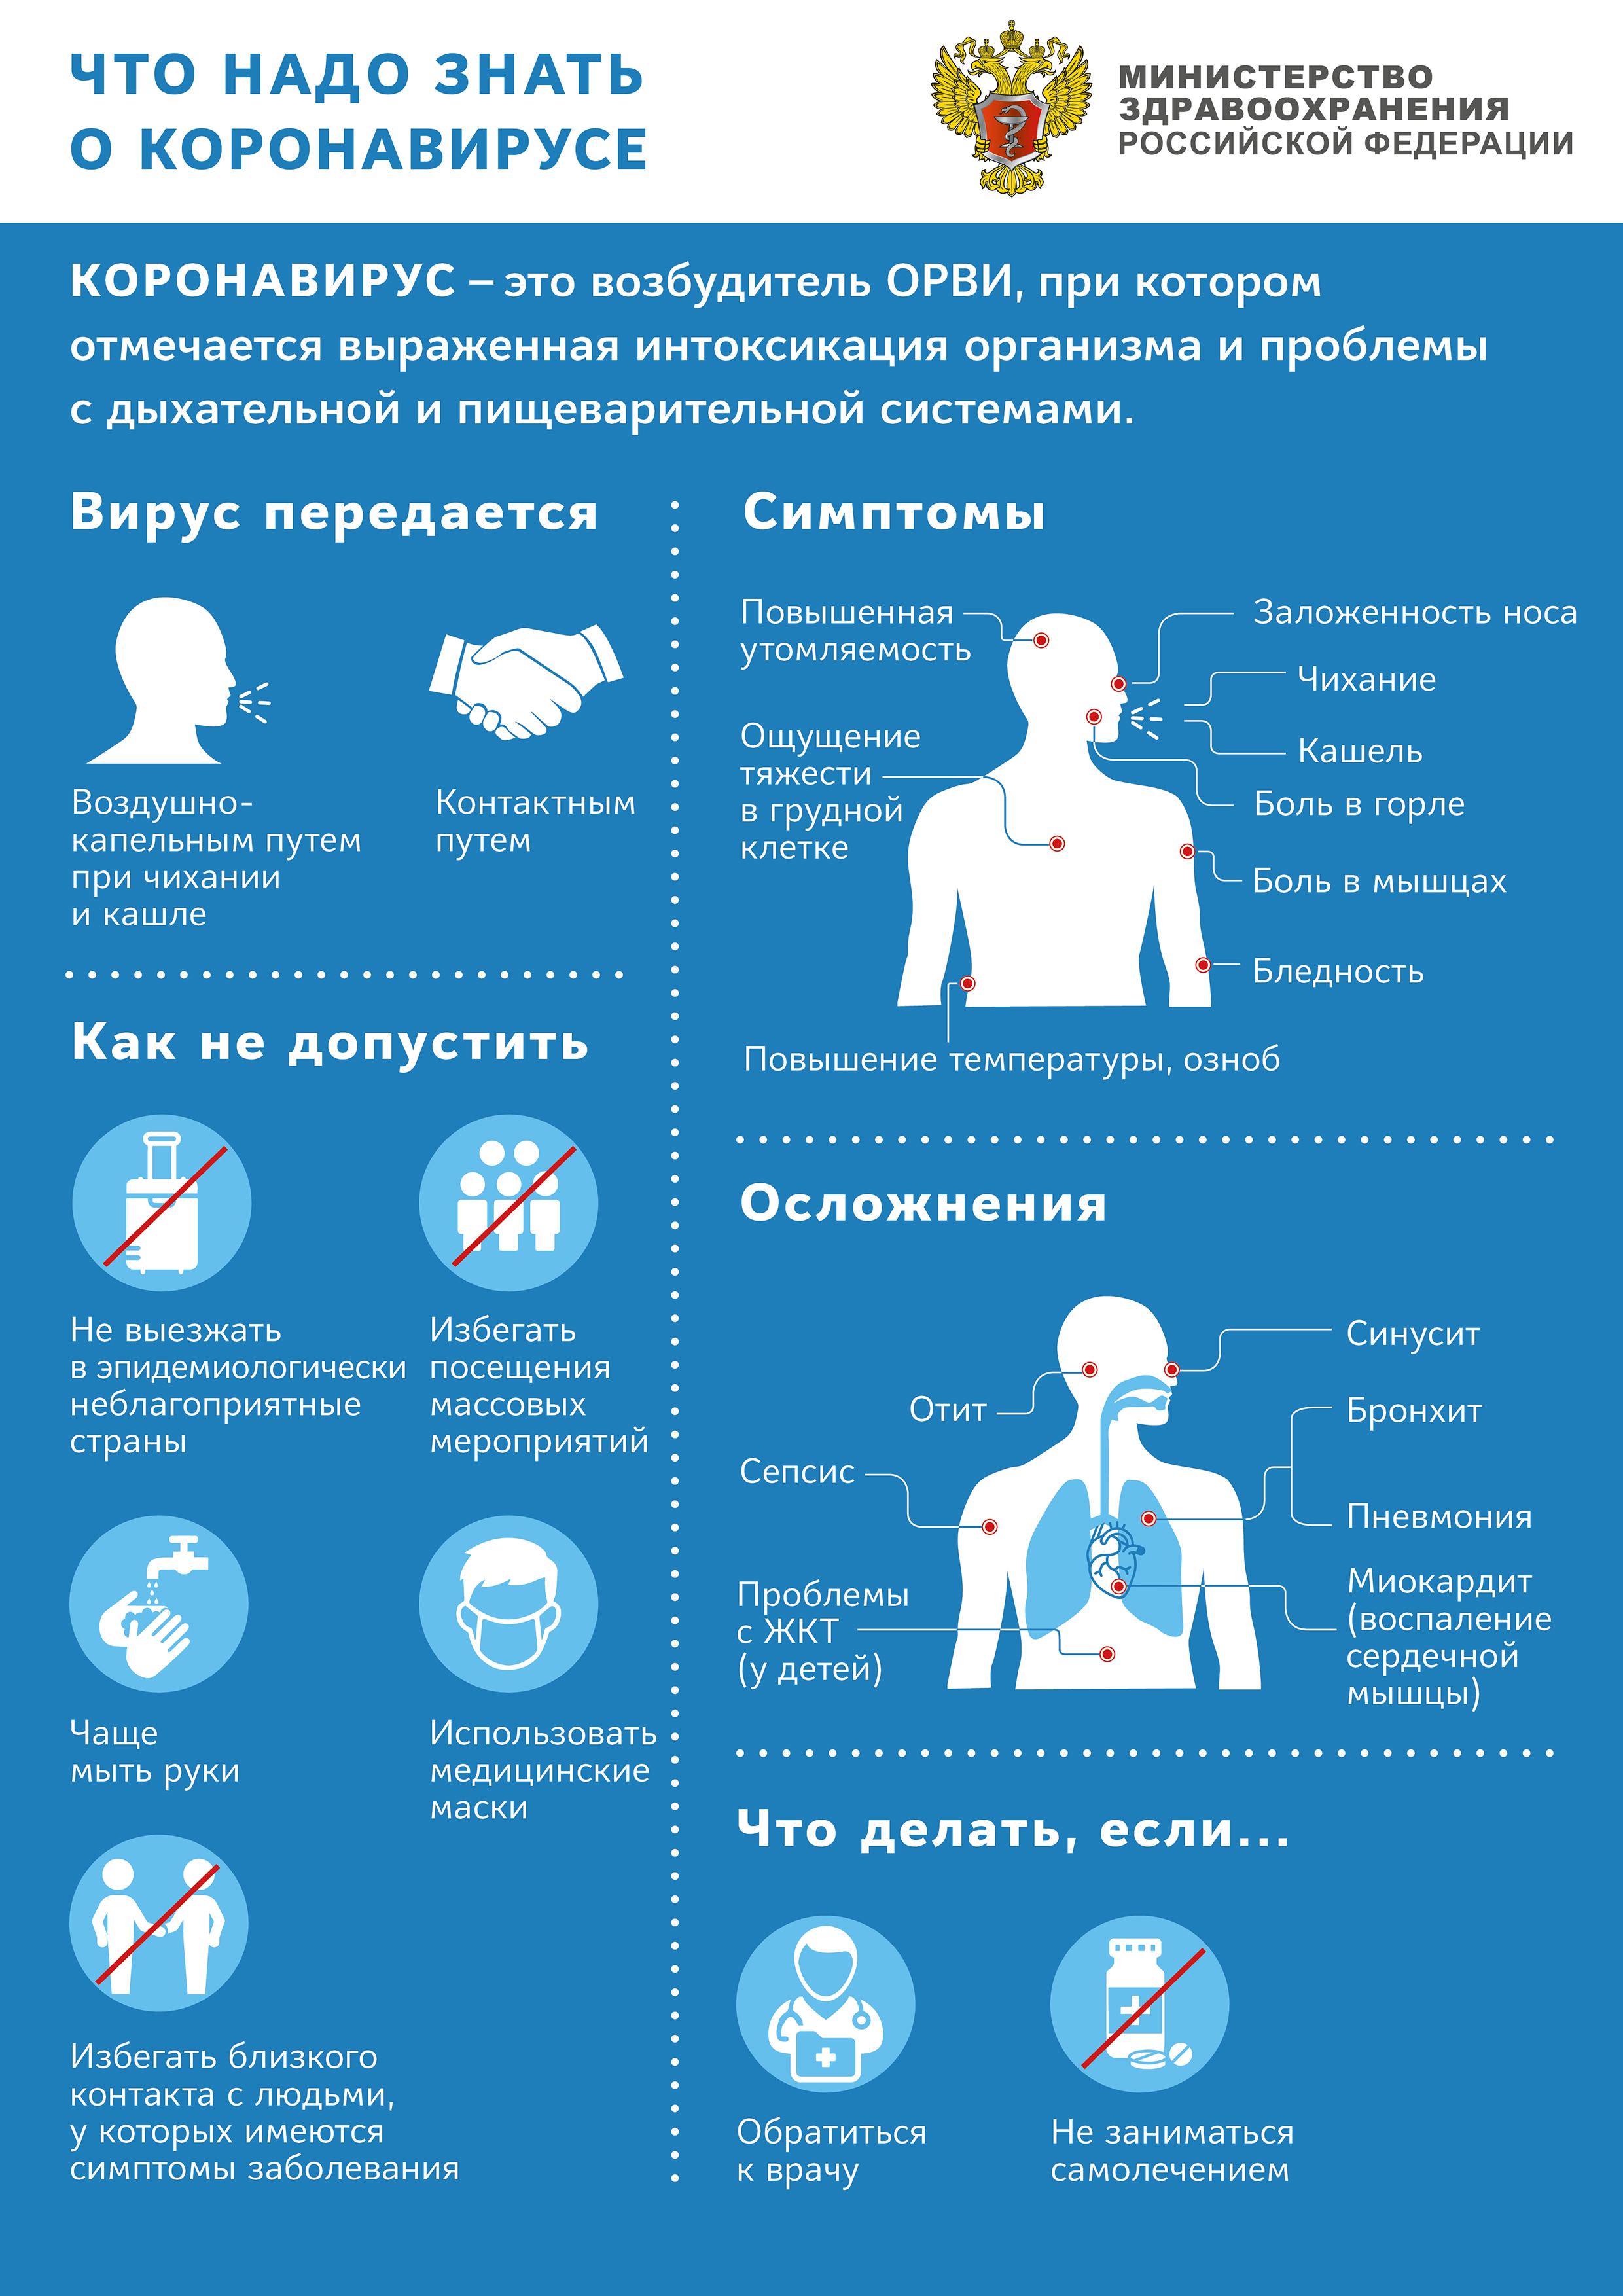 ЧТО НАДО ЗНАТЬ
О КОРОНАВИРУСЕ
МИНИСТЕРСТВО
ЗДРАВООХРАНЕНИЯ
РОССИЙСКОЙ ФЕДЕРАЦИИ
КОРОНАВИРУС – это возбудитель ОРВИ, при котором
отмечается выраженная интоксикация организма и проблемы
с дыхательной и пищеварительной системами.
Вирус передается
Воздушно-
капельным путем
при чихании
и кашле
Контактным
путем
Как не допустить
Не выезжать
в эпидемиологически
неблагоприятные
страны
Избегать
посещения
массовых
мероприятий
Чаще
мыть руки
Использовать
медицинские
маски
Избегать близкого
контакта с людьми,
у которых имеются
симптомы заболевания
Симптомы
Повышенная
утомляемость
Заложенность носа
Чихание
Кашель
Ощущение
тяжести
в грудной
клетке
Боль в горле
Боль в мышцах
Бледность
Повышение температуры, озноб
Осложнения
Синусит
Отит
Бронхит
Сепсис
Пневмония
Проблемы
с ЖКТ
(у детей)
Миокардит
(воспаление
сердечной
мышцы)
Что делать, если...
Обратиться
к врачу
Не заниматься
самолечением